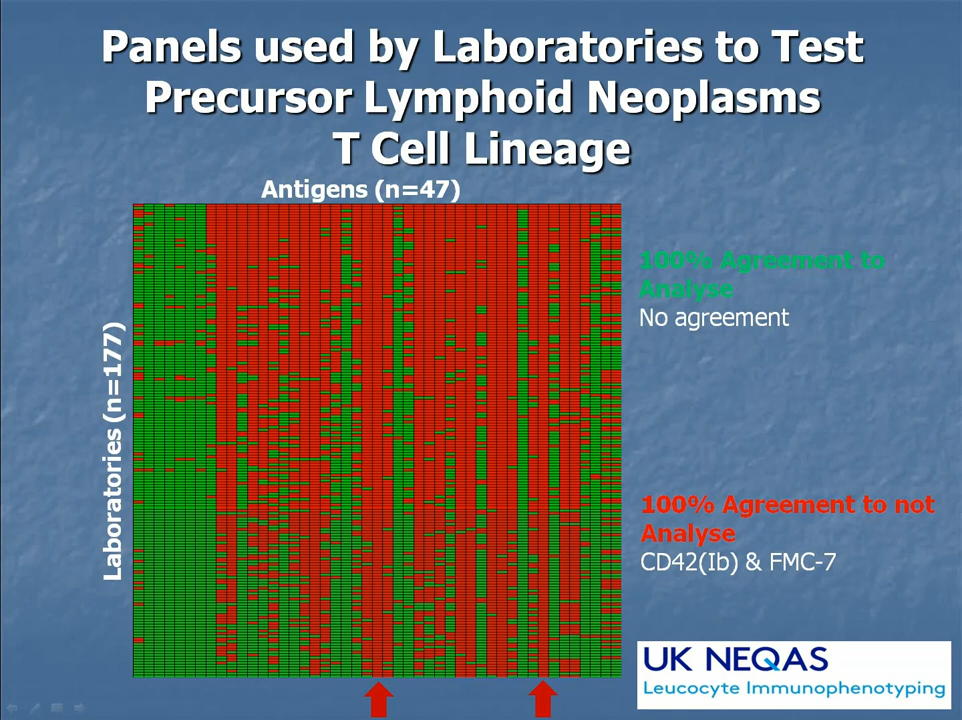 Panels used by Laboratories to Test
Precursor Lymphoid Neoplasms
T Cell Lineage
Antigens (n=47)
Laboratories (n=177)
100% Agreement to
Analyse
No agreement
100% Agreement to not
Analyse
CD42(Ib) & FMC-7
UK NEQAS
Leucocyte Immunophenotyping